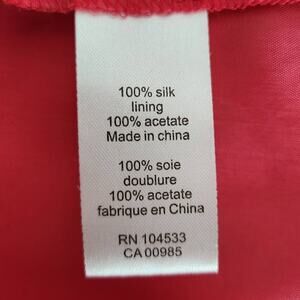 100% silk
lining
100% acetate
Made in china
100% soie
doublure
100% acetate
fabrique en China
RN 104533
CA 00985